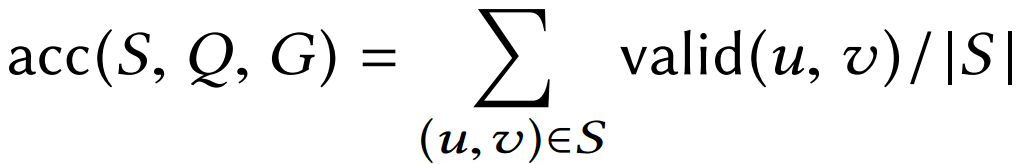 acc(S, Q, G) = ∑ valid(u, v)/|S|
(u,v)∈S